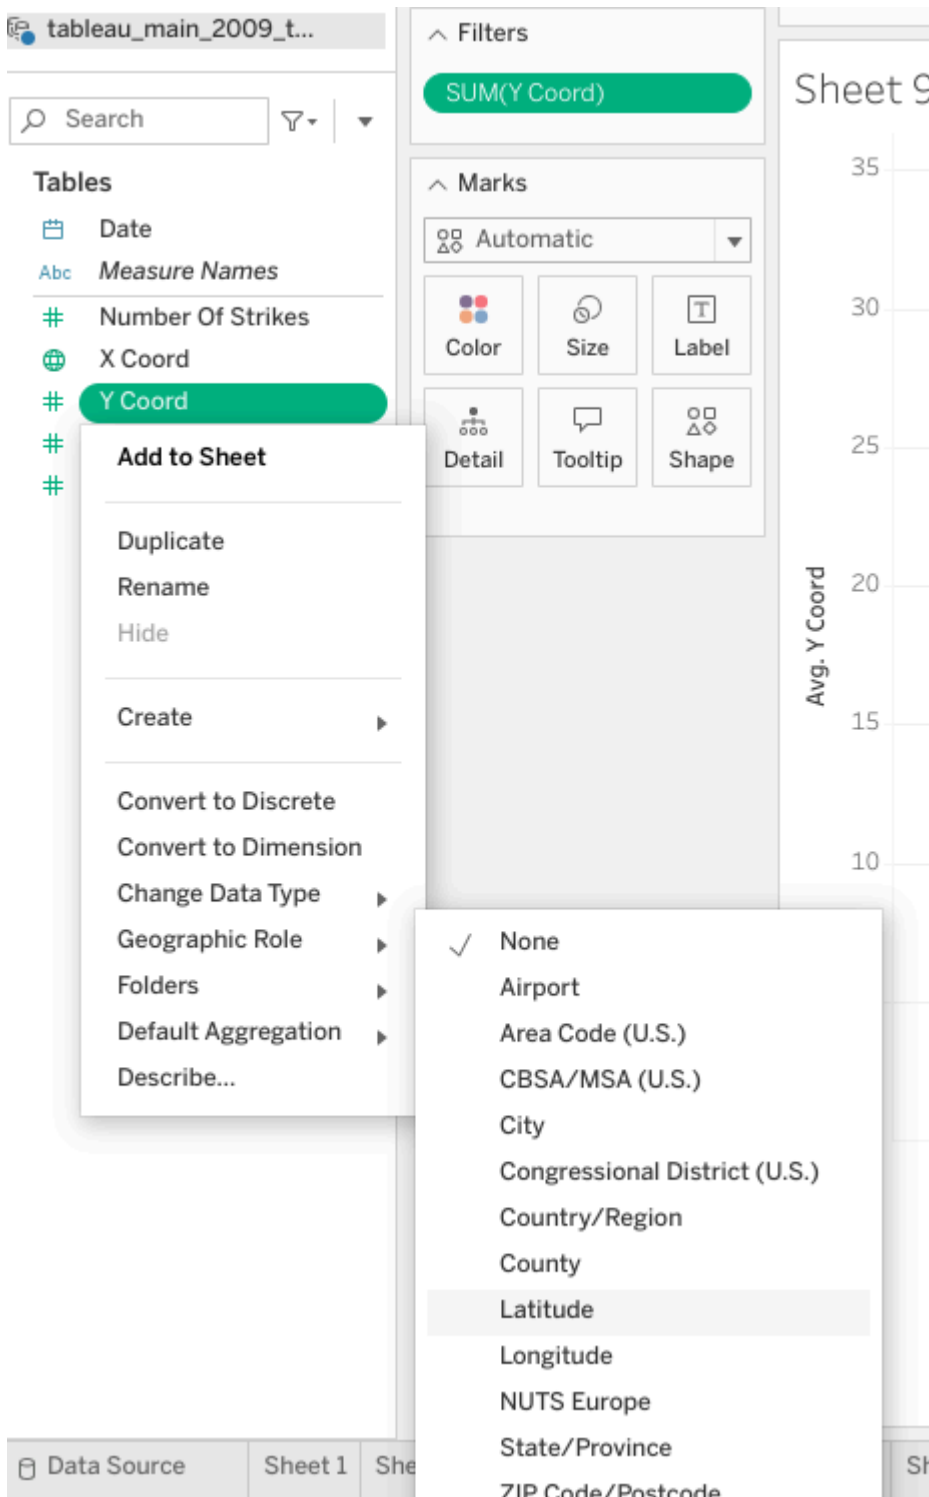 tableau_main_2009_t...
Search
Tables
Date
Abc Measure Names
Number Of Strikes
X Coord
Y Coord
Add to Sheet
Duplicate
Rename
Hide
Create
Convert to Discrete
Convert to Dimension
Change Data Type
Geographic Role
Folders
Default Aggregation
Describe...
Filters
SUM(Y Coord)
Marks
Automatic
Color Size Label
Detail Tooltip Shape
None
Airport
Area Code (U.S.)
CBSA/MSA (U.S.)
City
Congressional District (U.S.)
Country/Region
County
Latitude
Longitude
NUTS Europe
State/Province
ZIP Code/Postcode
Sheet 9
35
30
25
20
15
10
Avg. Y Coord
Data Source Sheet 1 She
Sh